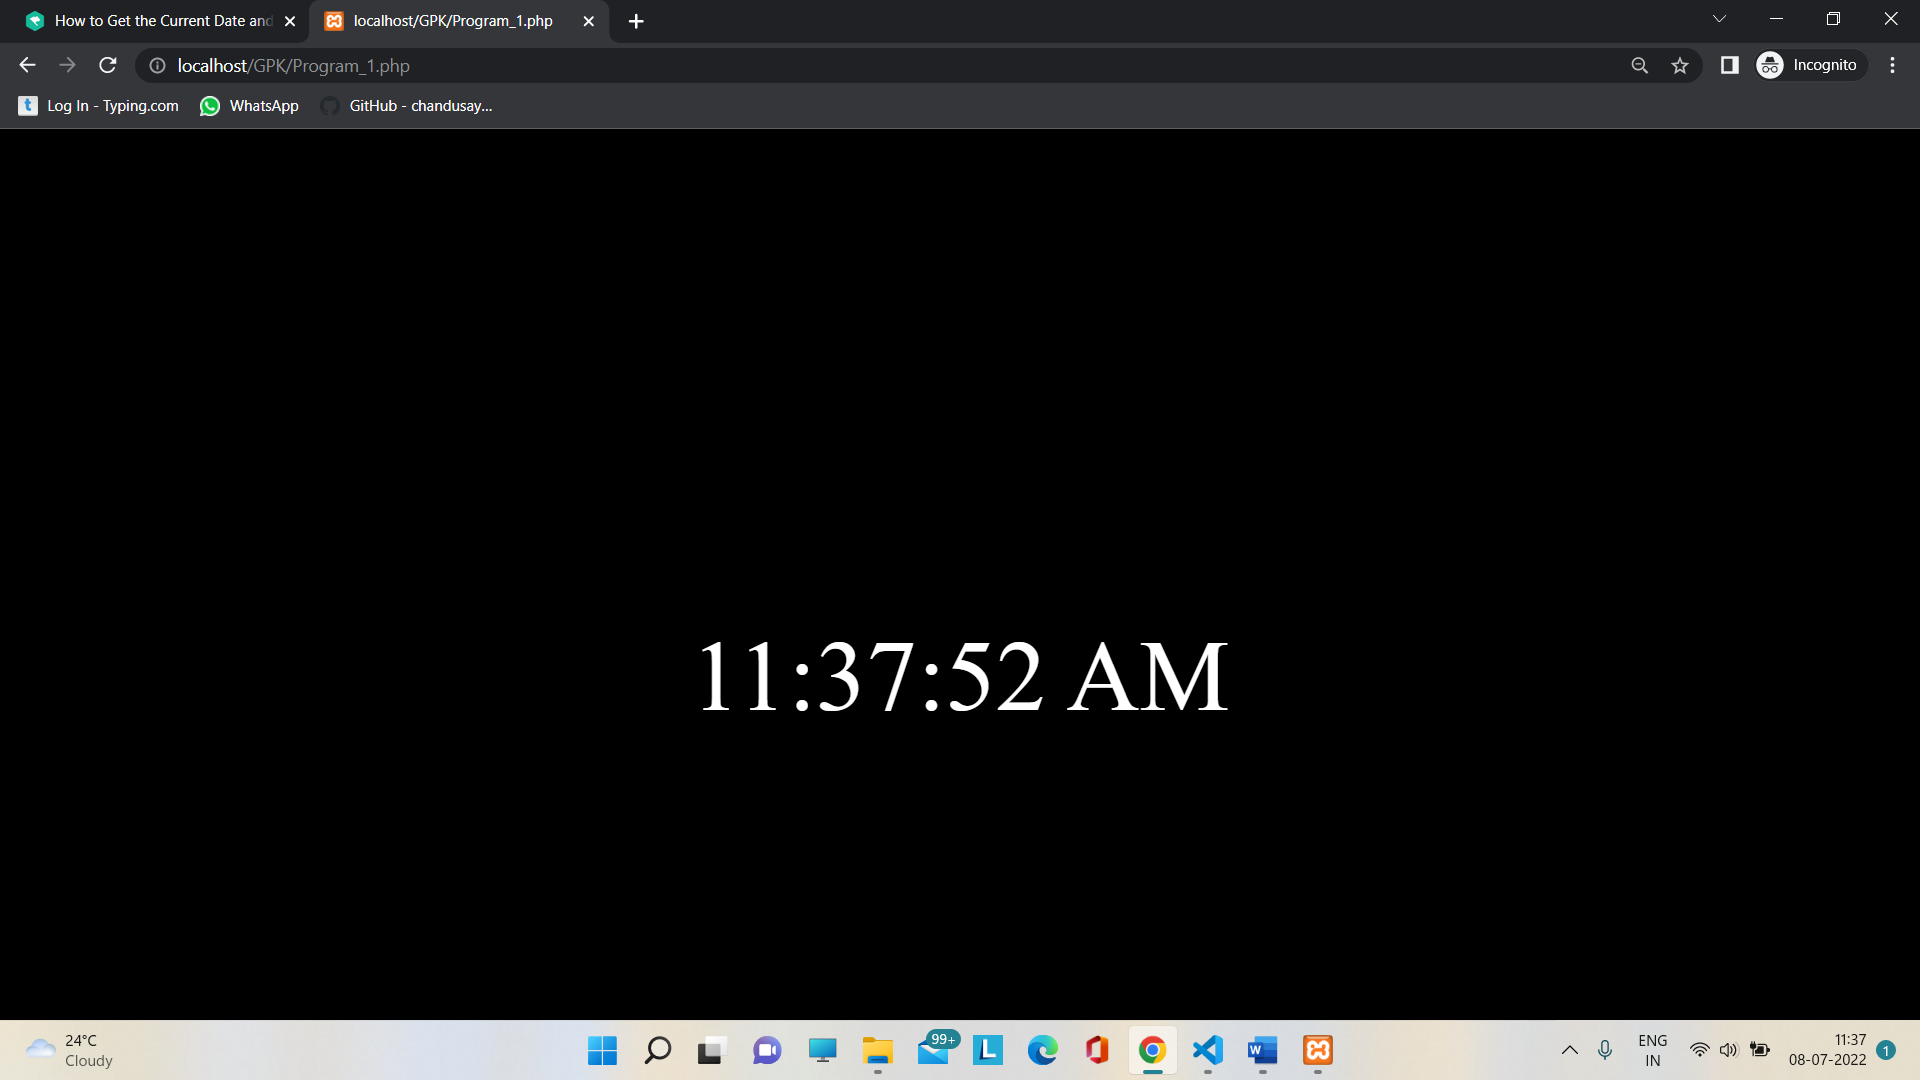 How to Get the Current Date and
localhost/GPK/Program_1.php
localhost/GPK/Program_1.php
Incognito
t Log In - Typing.com
WhatsApp
GitHub - chandusay...
11:37:52 AM
24°C
Cloudy
99+
L
W
ENG
IN
11:37
08-07-2022
1